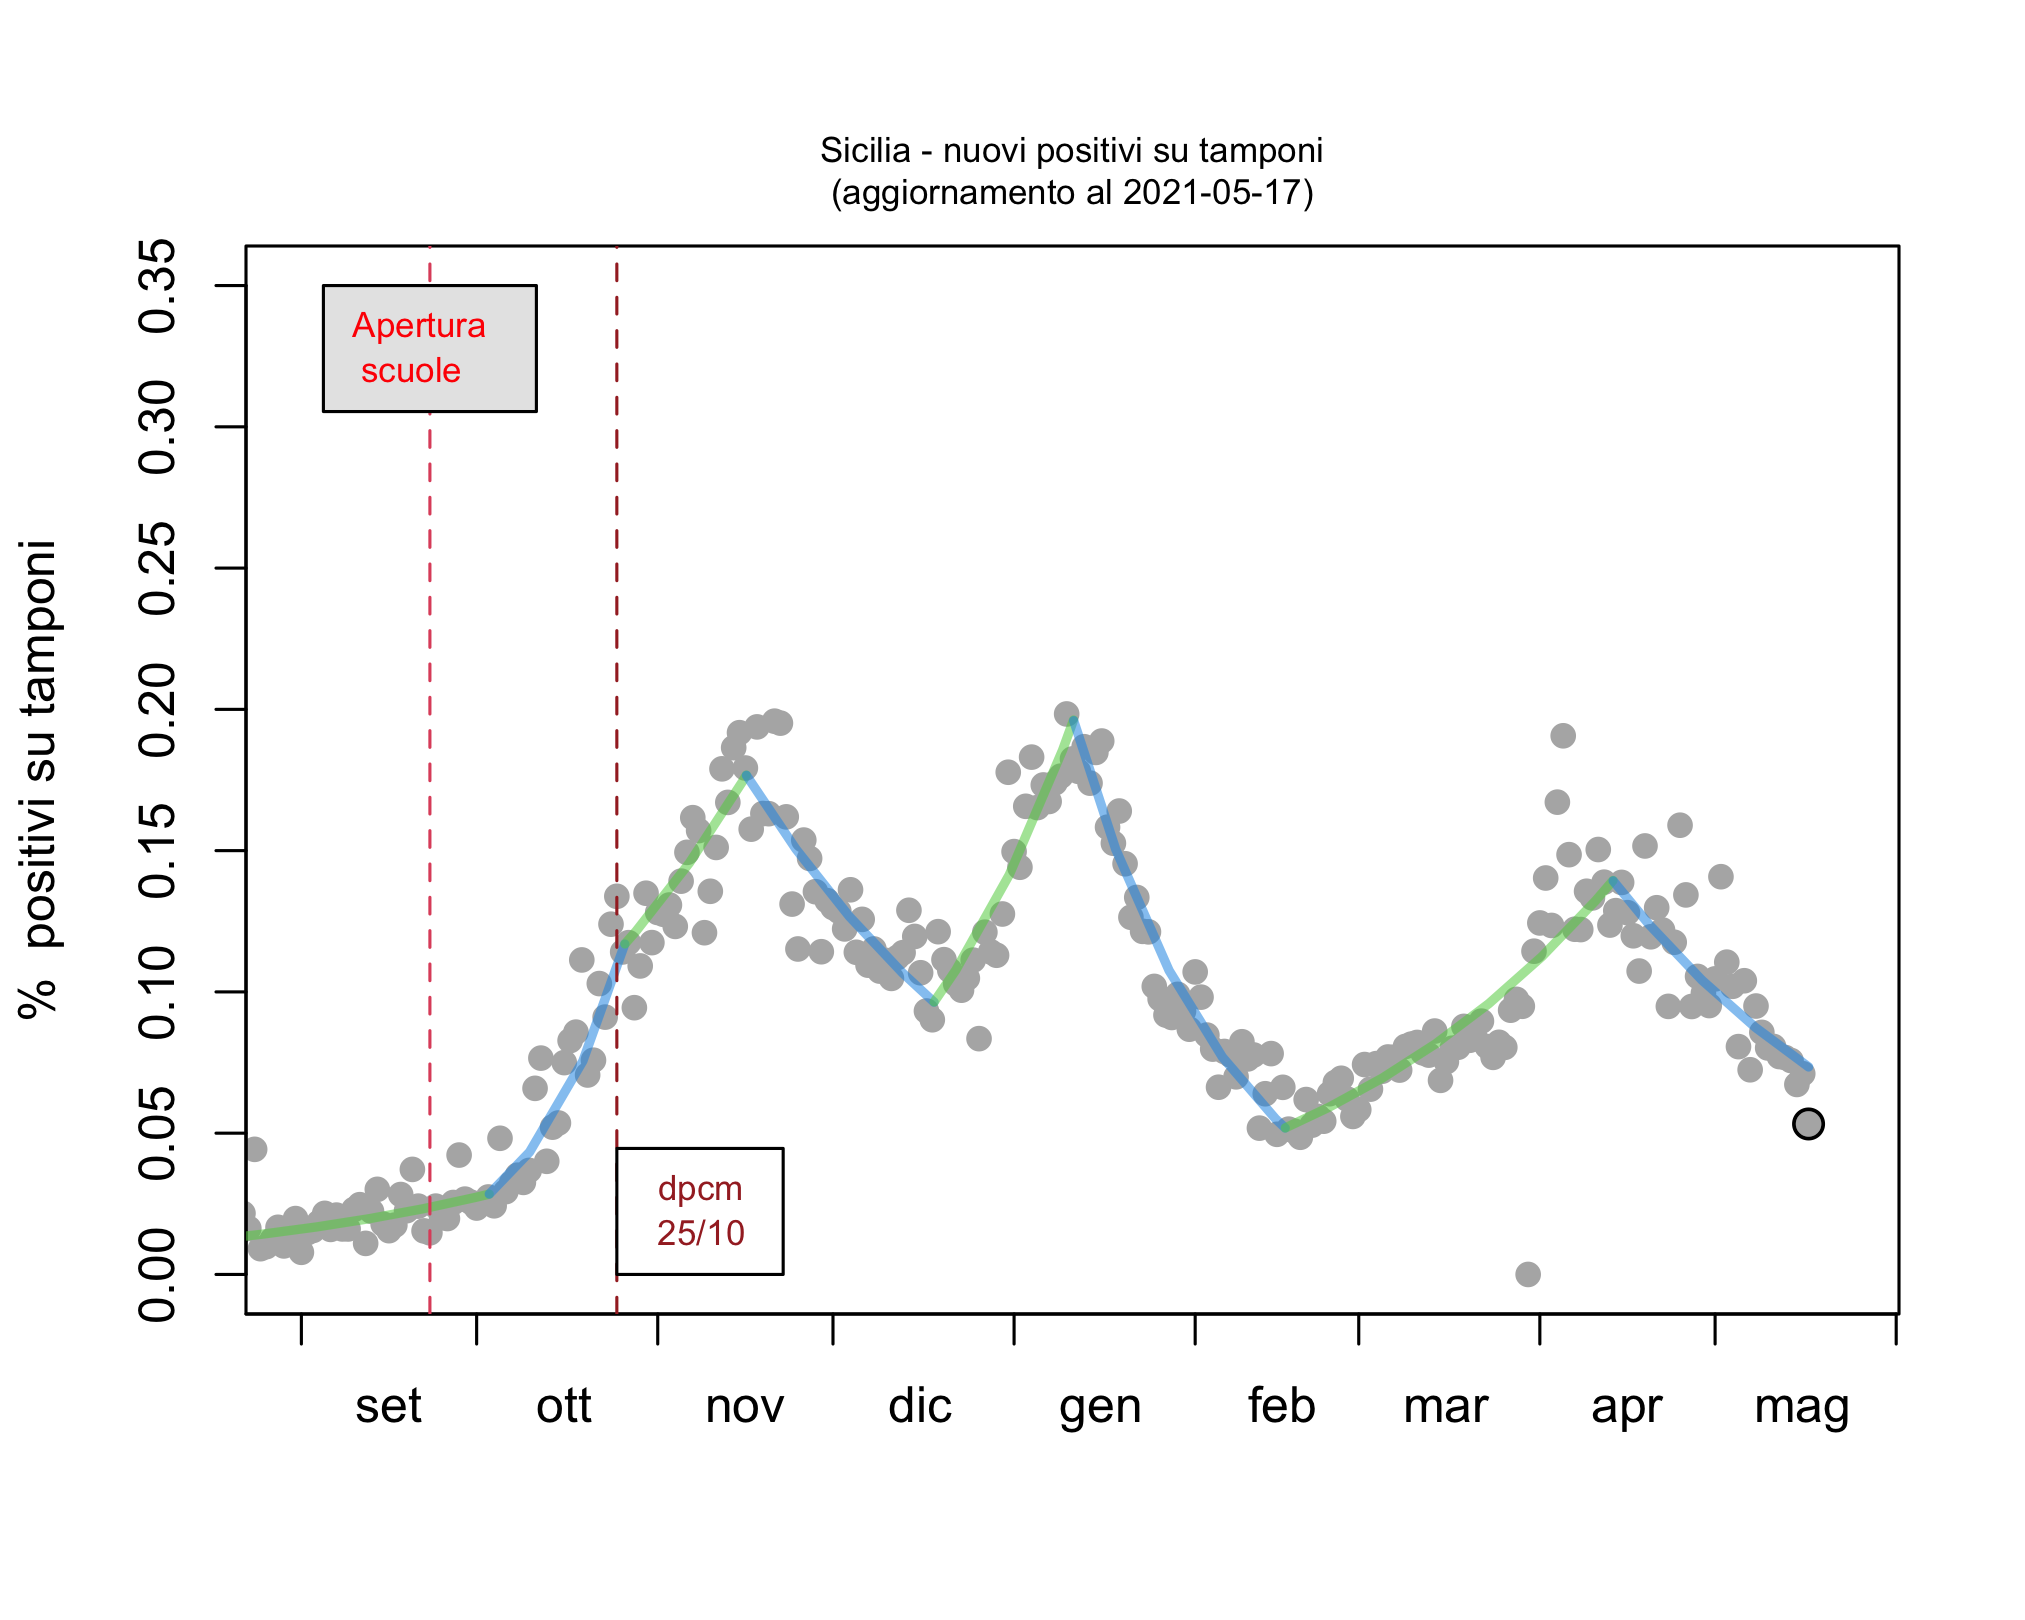 Sicilia - nuovi positivi su tamponi
(aggiornamento al 2021-05-17)
% positivi su tamponi
0.35
0.30
0.25
0.20
0.15
0.10
0.05
0.00
Apertura
scuole
dpcm
25/10
set ott nov dic gen feb mar apr mag